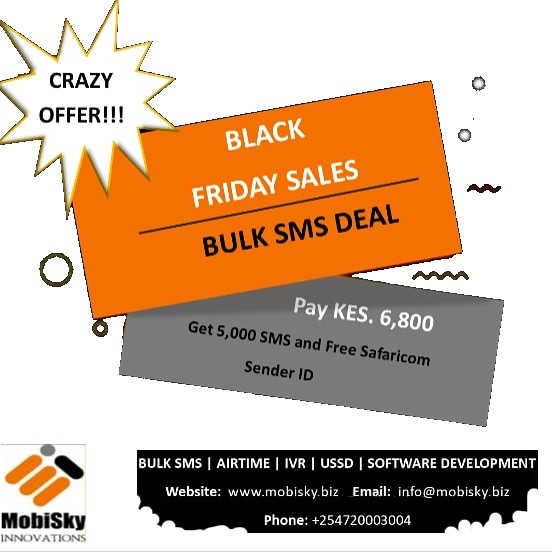 CRAZY
OFFER!!!
BLACK
FRIDAY SALES
BULK SMS DEAL
Pay KES. 6,800
Get 5,000 SMS and Free Safaricom
Sender ID
MobiSky
INNOVATIONS
BULK SMS | AIRTIME | IVR | USSD | SOFTWARE DEVELOPMENT
Website: www.mobisky.biz Email: info@mobisky.biz
Phone: +254720003004